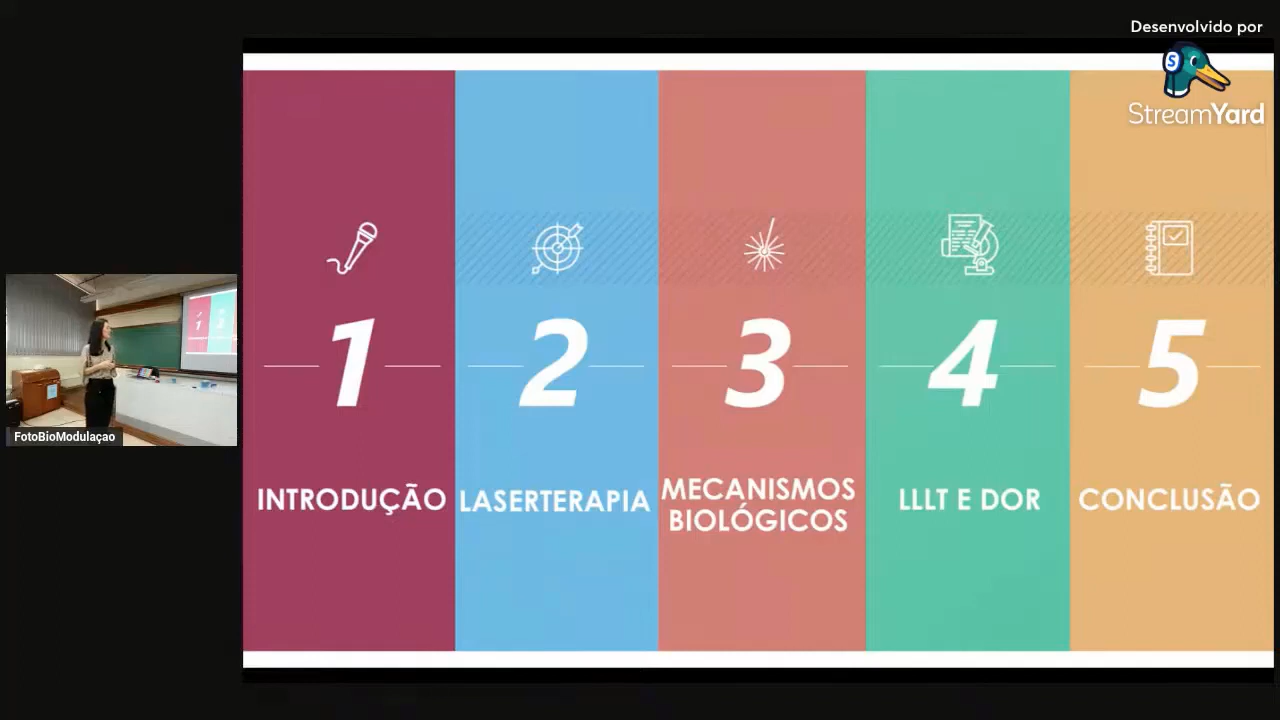 Desenvolvido por
StreamYard
1
2
3
4
5
INTRODUÇÃO
LASERTERAPIA
MECANISMOS
BIOLÓGICOS
LLLT E DOR
CONCLUSÃO
FotoBioModulaçao